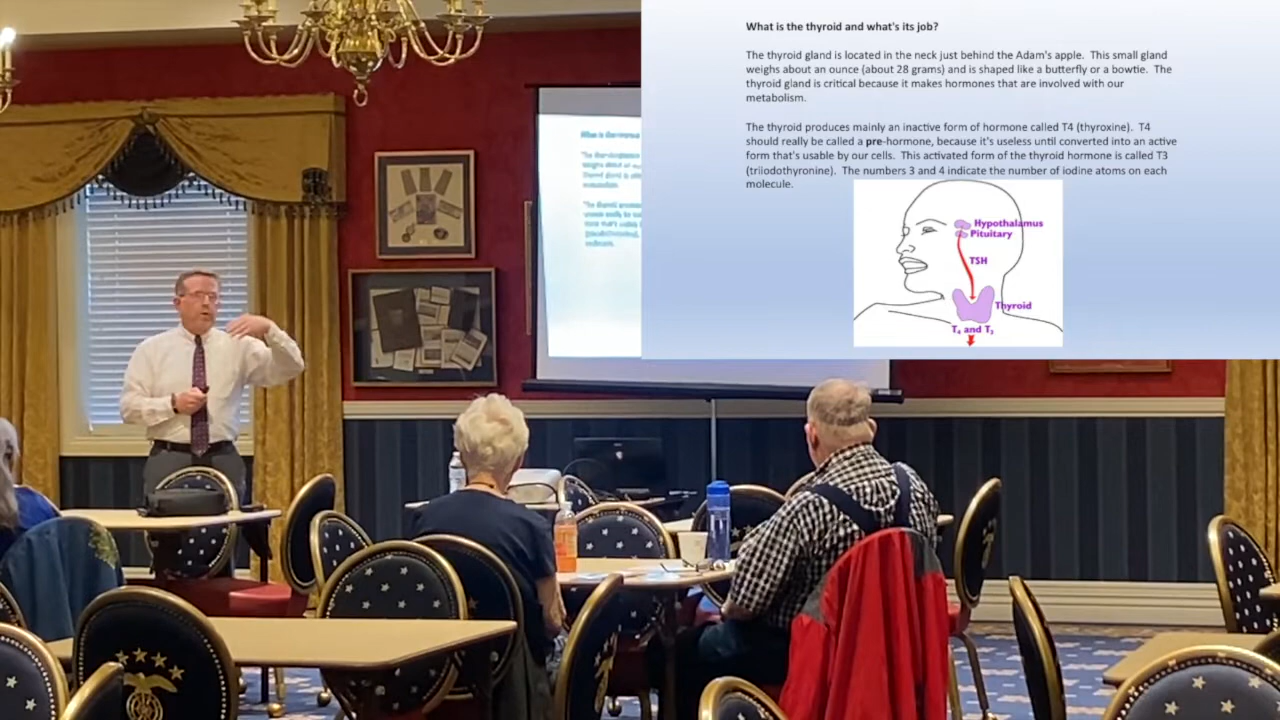 What is the thyroid and what's its job?
The thyroid gland is located in the neck just behind the Adam's apple. This small gland
weighs about an ounce (about 28 grams) and is shaped like a butterfly or a bowtie. The
thyroid gland is critical because it makes hormones that are involved with our
metabolism.
The thyroid produces mainly an inactive form of hormone called T4 (thyroxine). T4
should really be called a pre-hormone, because it's useless until converted into an active
form that's usable by our cells. This activated form of the thyroid hormone is called T3
(triiodothyronine). The numbers 3 and 4 indicate the number of iodine atoms on each
molecule.
Hypothalamus
Pituitary
TSH
Thyroid
T₄ and T₃